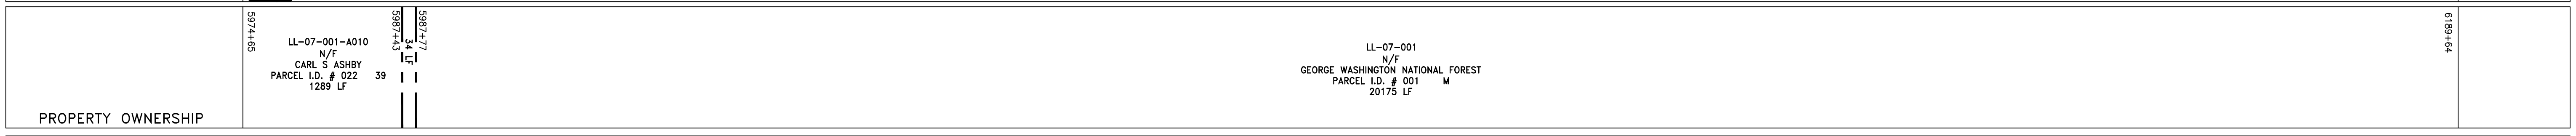 PROPERTY OWNERSHIP
5974+65
LL-07-001-A010
N/F
CARL S ASHBY
PARCEL I.D. # 022 39
1289 LF
5987+43
34 LF
5987+77
LL-07-001
N/F
GEORGE WASHINGTON NATIONAL FOREST
PARCEL I.D. # 001 M
20175 LF
6189+64